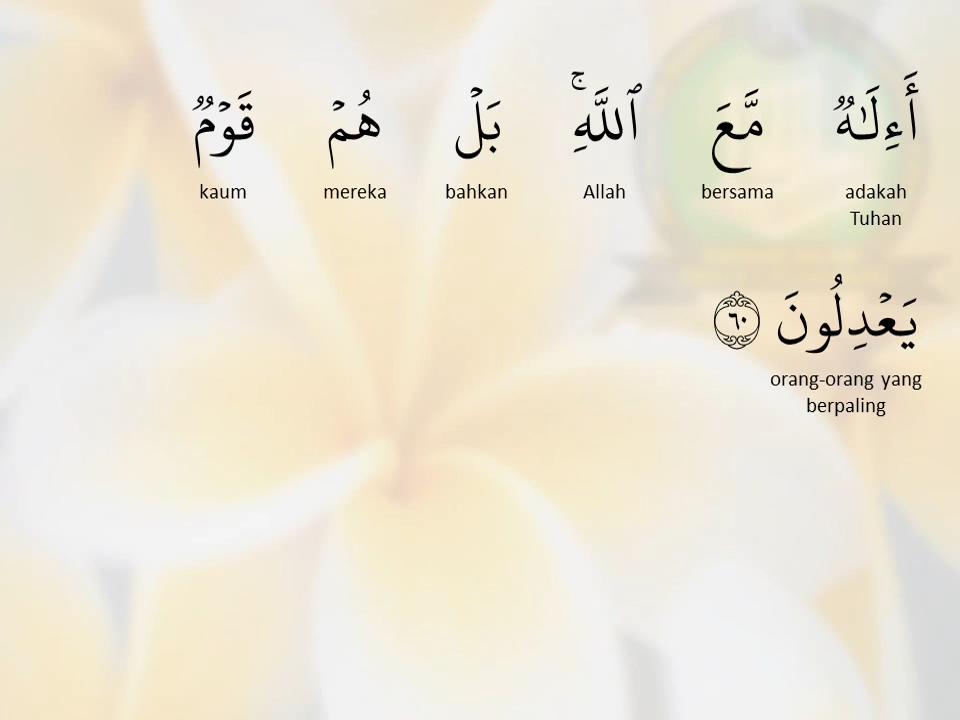 أَءِلَـٰهٌ مَّعَ ٱللَّهِ ۚ بَلْ هُمْ قَوْمٌ
adakah Tuhan bersama Allah bahkan mereka kaum
يَعْدِلُونَ ٦٠
orang-orang yang
berpaling